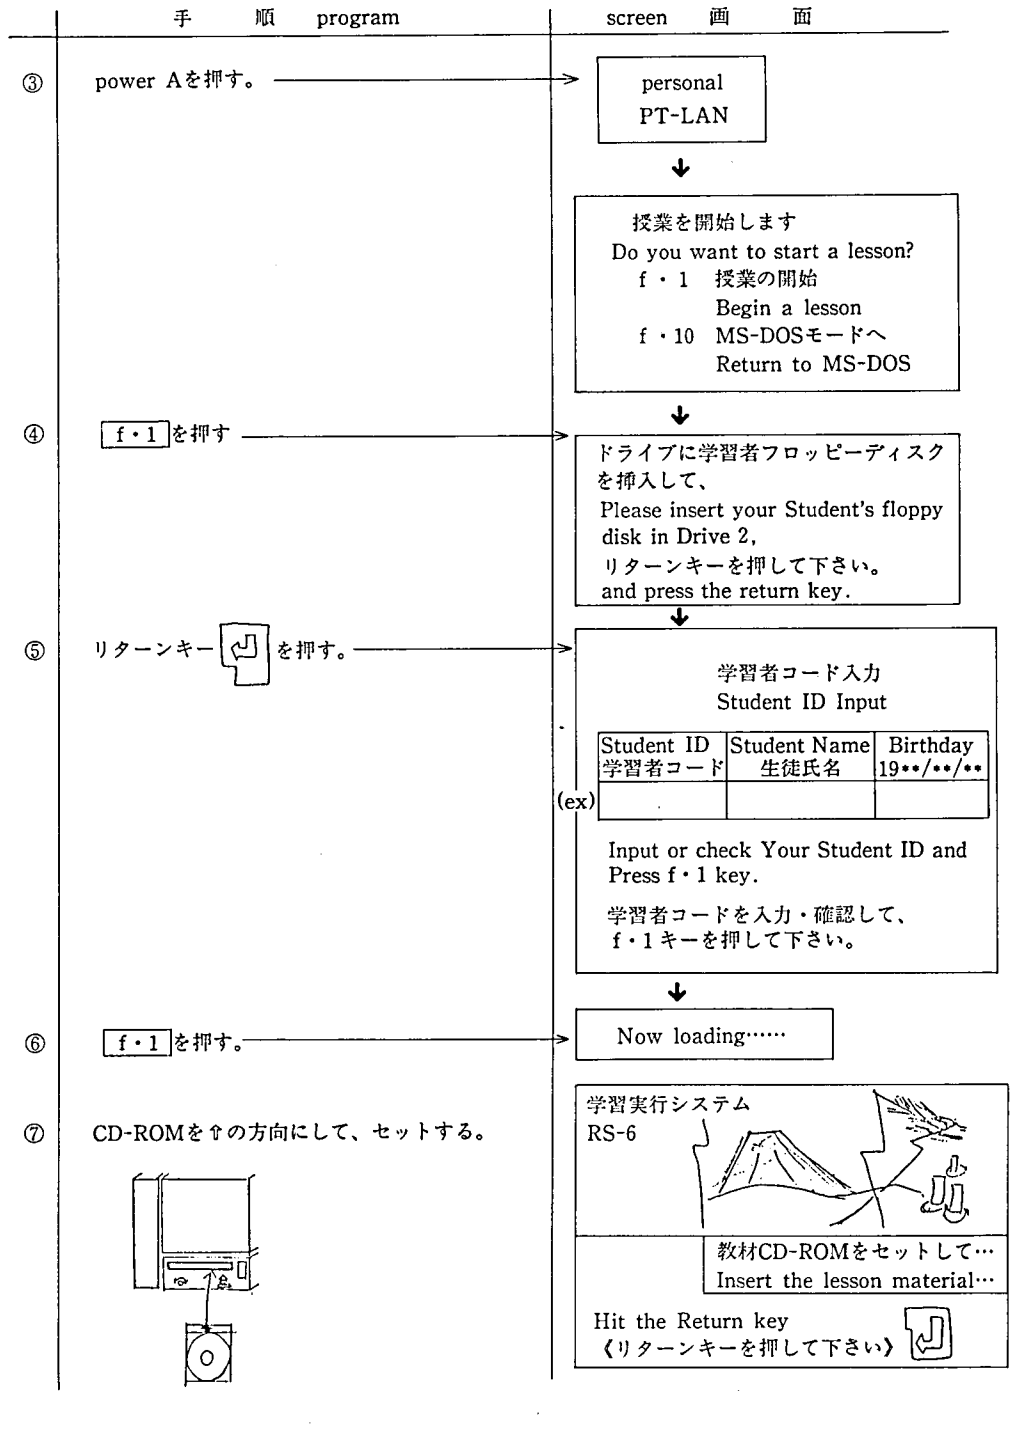 手　順　program
screen　画　面
③
power Aを押す。
personal
PT-LAN
授業を開始します
Do you want to start a lesson?
f・1　授業の開始
Begin a lesson
f・10　MS-DOSモードへ
Return to MS-DOS
④
f・1を押す
ドライブに学習者フロッピーディスク
を挿入して、
Please insert your Student's floppy
disk in Drive 2,
リターンキーを押して下さい。
and press the return key.
⑤
リターンキー を押す。
学習者コード入力
Student ID Input
Student ID　Student Name　Birthday
学習者コード　生徒氏名　19**/**/**
(ex)
Input or check Your Student ID and
Press f・1 key.
学習者コードを入力・確認して、
f・1キーを押して下さい。
⑥
f・1を押す。
Now loading……
⑦
CD-ROMを⇧の方向にして、セットする。
学習実行システム
RS-6
教材CD-ROMをセットして…
Insert the lesson material…
Hit the Return key
《リターンキーを押して下さい》